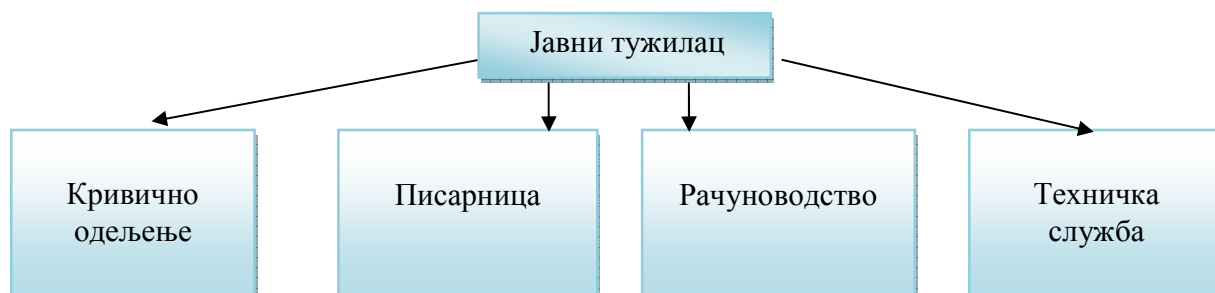 Јавни тужилац
Кривично
одељење
Писарница
Рачуноводство
Техничка
служба